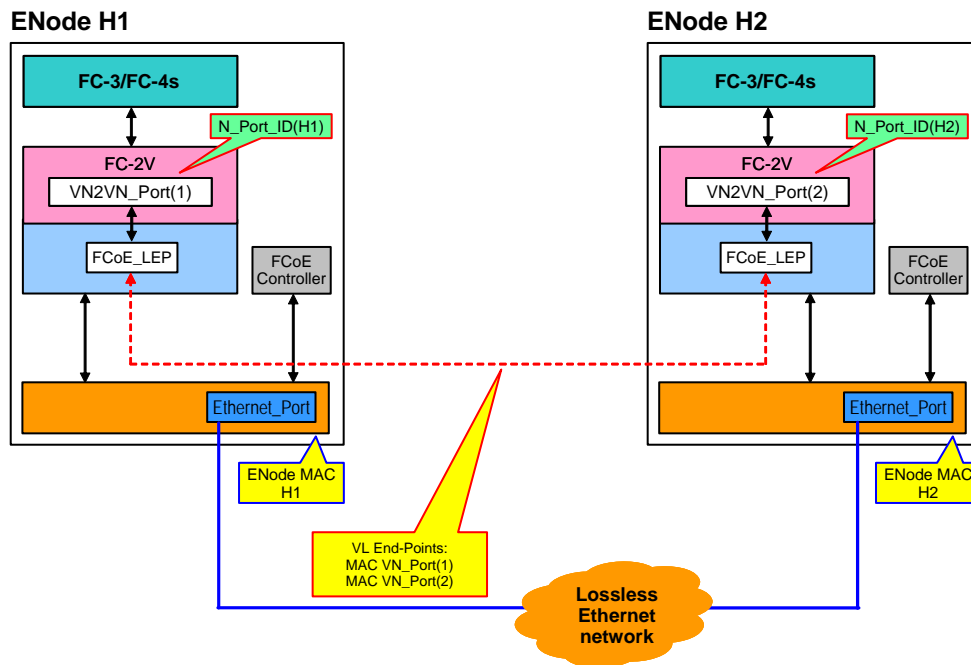 ENode H1
FC-3/FC-4s
N_Port_ID(H1)
FC-2V
VN2VN_Port(1)
FCoE_LEP
FCoE
Controller
Ethernet_Port
ENode MAC
H1
ENode H2
FC-3/FC-4s
N_Port_ID(H2)
FC-2V
VN2VN_Port(2)
FCoE_LEP
FCoE
Controller
Ethernet_Port
ENode MAC
H2
VL End-Points:
MAC VN_Port(1)
MAC VN_Port(2)
Lossless
Ethernet
network